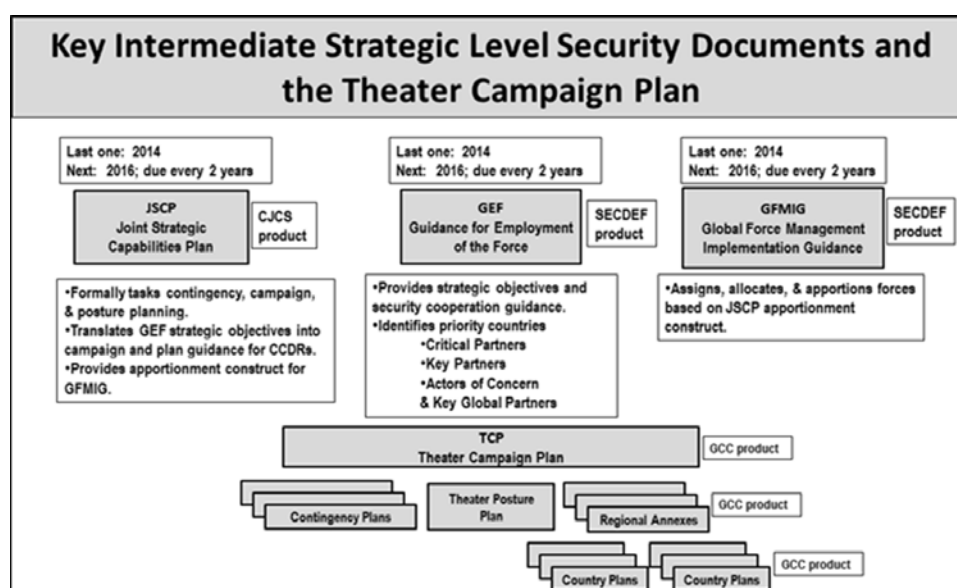 Key Intermediate Strategic Level Security Documents and
the Theater Campaign Plan
Last one: 2014
Next: 2016; due every 2 years
JSCP
Joint Strategic
Capabilities Plan
CJCS
product
•Formally tasks contingency, campaign,
& posture planning.
•Translates GEF strategic objectives into
campaign and plan guidance for CCDRs.
•Provides apportionment construct for
GFMIG.
Last one: 2014
Next: 2016; due every 2 years
GEF
Guidance for Employment
of the Force
SECDEF
product
•Provides strategic objectives and
security cooperation guidance.
•Identifies priority countries
•Critical Partners
•Key Partners
•Actors of Concern
& Key Global Partners
Last one: 2014
Next: 2016; due every 2 years
GFMIG
Global Force Management
Implementation Guidance
SECDEF
product
•Assigns, allocates, & apportions forces
based on JSCP apportionment
construct.
TCP
Theater Campaign Plan
GCC product
Contingency Plans
Theater Posture
Plan
Regional Annexes
GCC product
Country Plans
Country Plans
GCC product